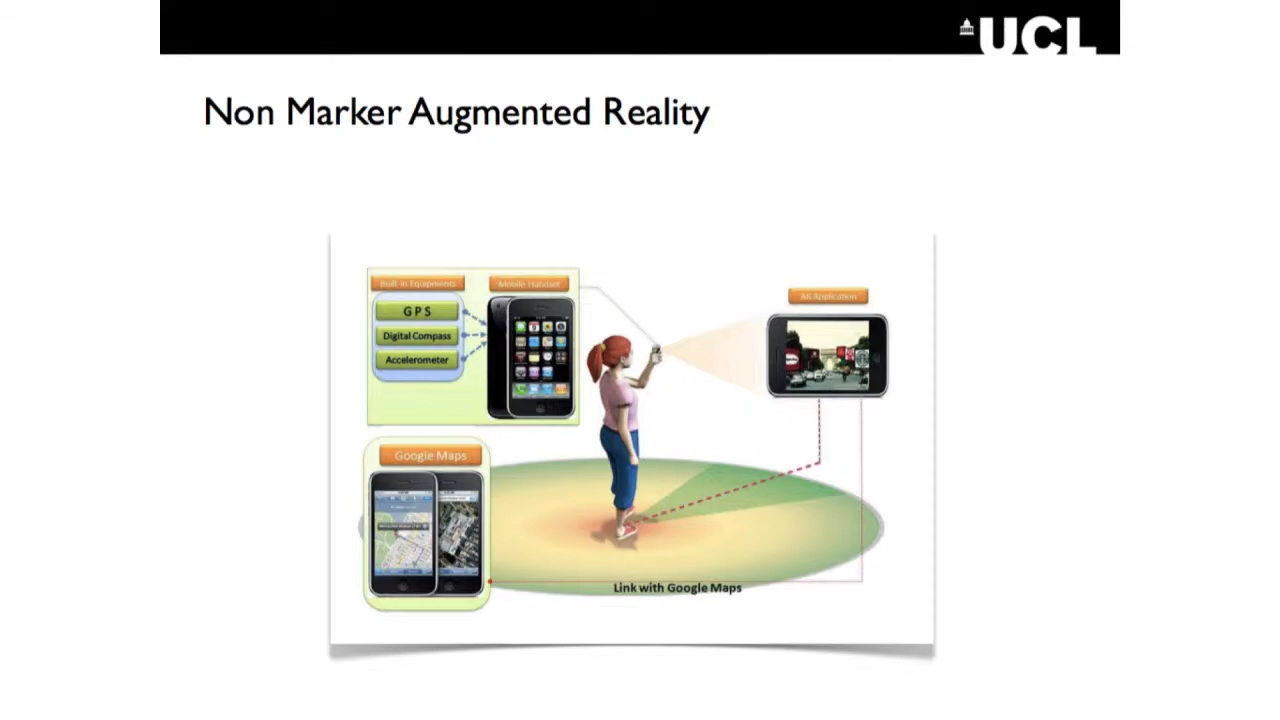 UCL
Non Marker Augmented Reality
Built in Equipments
Mobile Handset
AR Application
GPS
Digital Compass
Accelerometer
Google Maps
Link with Google Maps